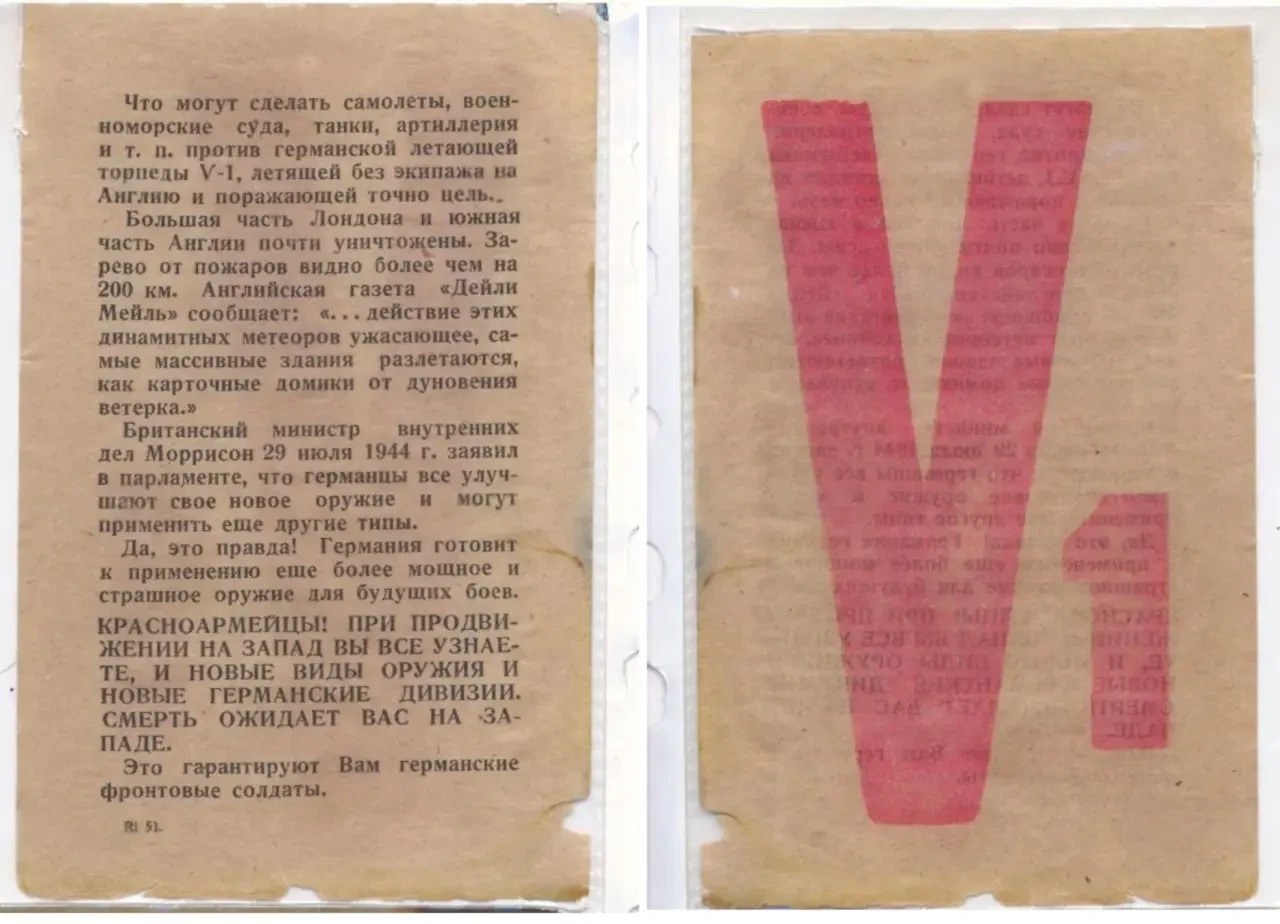 Что могут сделать самолеты, воен-
номорские суда, танки, артиллерия
и т. п. против германской летающей
торпеды V-1, летящей без экипажа на
Англию и поражающей точно цель..
Большая часть Лондона и южная
часть Англии почти уничтожены. За-
рево от пожаров видно более чем на
200 км. Английская газета «Дейли
Мейль» сообщает: «...действие этих
динамитных метеоров ужасающее, са-
мые массивные здания разлетаются,
как карточные домики от дуновения
ветерка.»
Британский министр внутренних
дел Моррисон 29 июля 1944 г. заявил
в парламенте, что германцы все улуч-
шают свое новое оружие и могут
применить еще другие типы.
Да, это правда! Германия готовит
к применению еще более мощное и
страшное оружие для будущих боев.
КРАСНОАРМЕЙЦЫ! ПРИ ПРОДВИ-
ЖЕНИИ НА ЗАПАД ВЫ ВСЕ УЗНАЕ-
ТЕ, И НОВЫЕ ВИДЫ ОРУЖИЯ И
НОВЫЕ ГЕРМАНСКИЕ ДИВИЗИИ.
СМЕРТЬ ОЖИДАЕТ ВАС НА ЗА-
ПАДЕ.
Это гарантируют Вам германские
фронтовые солдаты.
RI 51.
V1